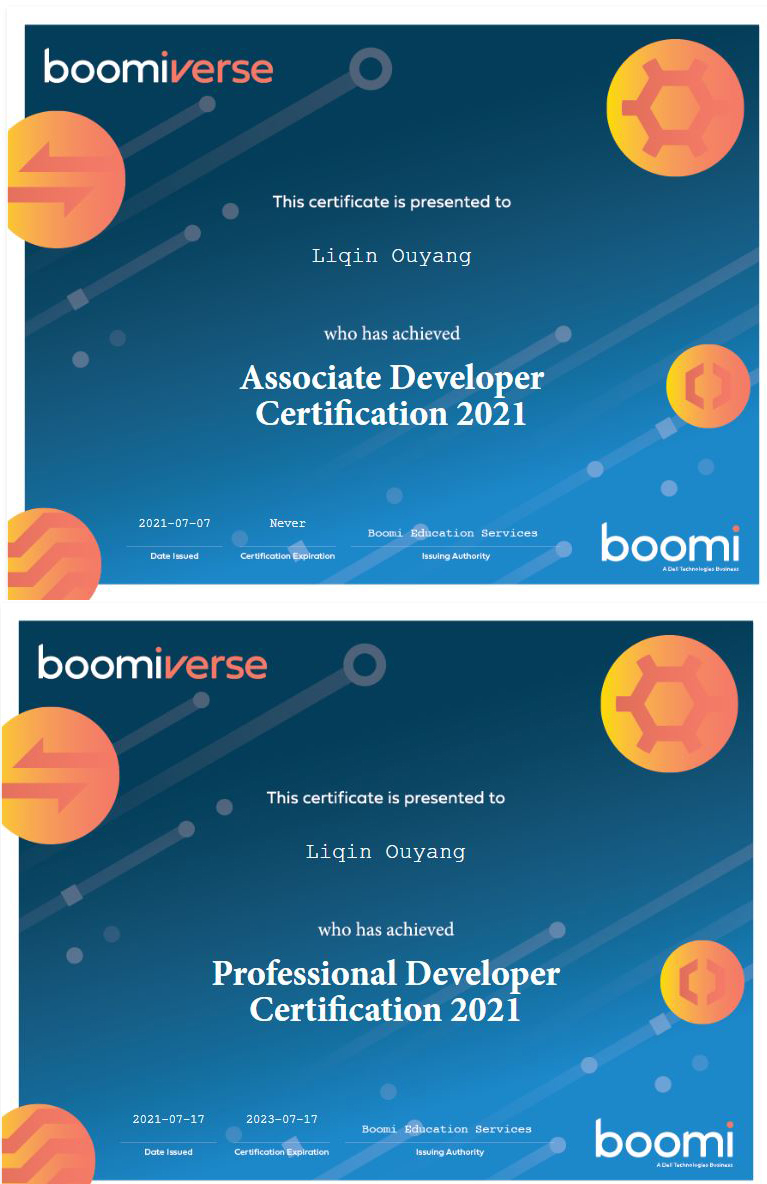 boomiverse
This certificate is presented to
Liqin Ouyang
who has achieved
Associate Developer
Certification 2021
2021-07-07
Never
Boomi Education Services
Date Issued
Certification Expiration
Issuing Authority
boomi
A Dell Technologies Business
boomiverse
This certificate is presented to
Liqin Ouyang
who has achieved
Professional Developer
Certification 2021
2021-07-17
2023-07-17
Boomi Education Services
Date Issued
Certification Expiration
Issuing Authority
boomi
A Dell Technologies Business